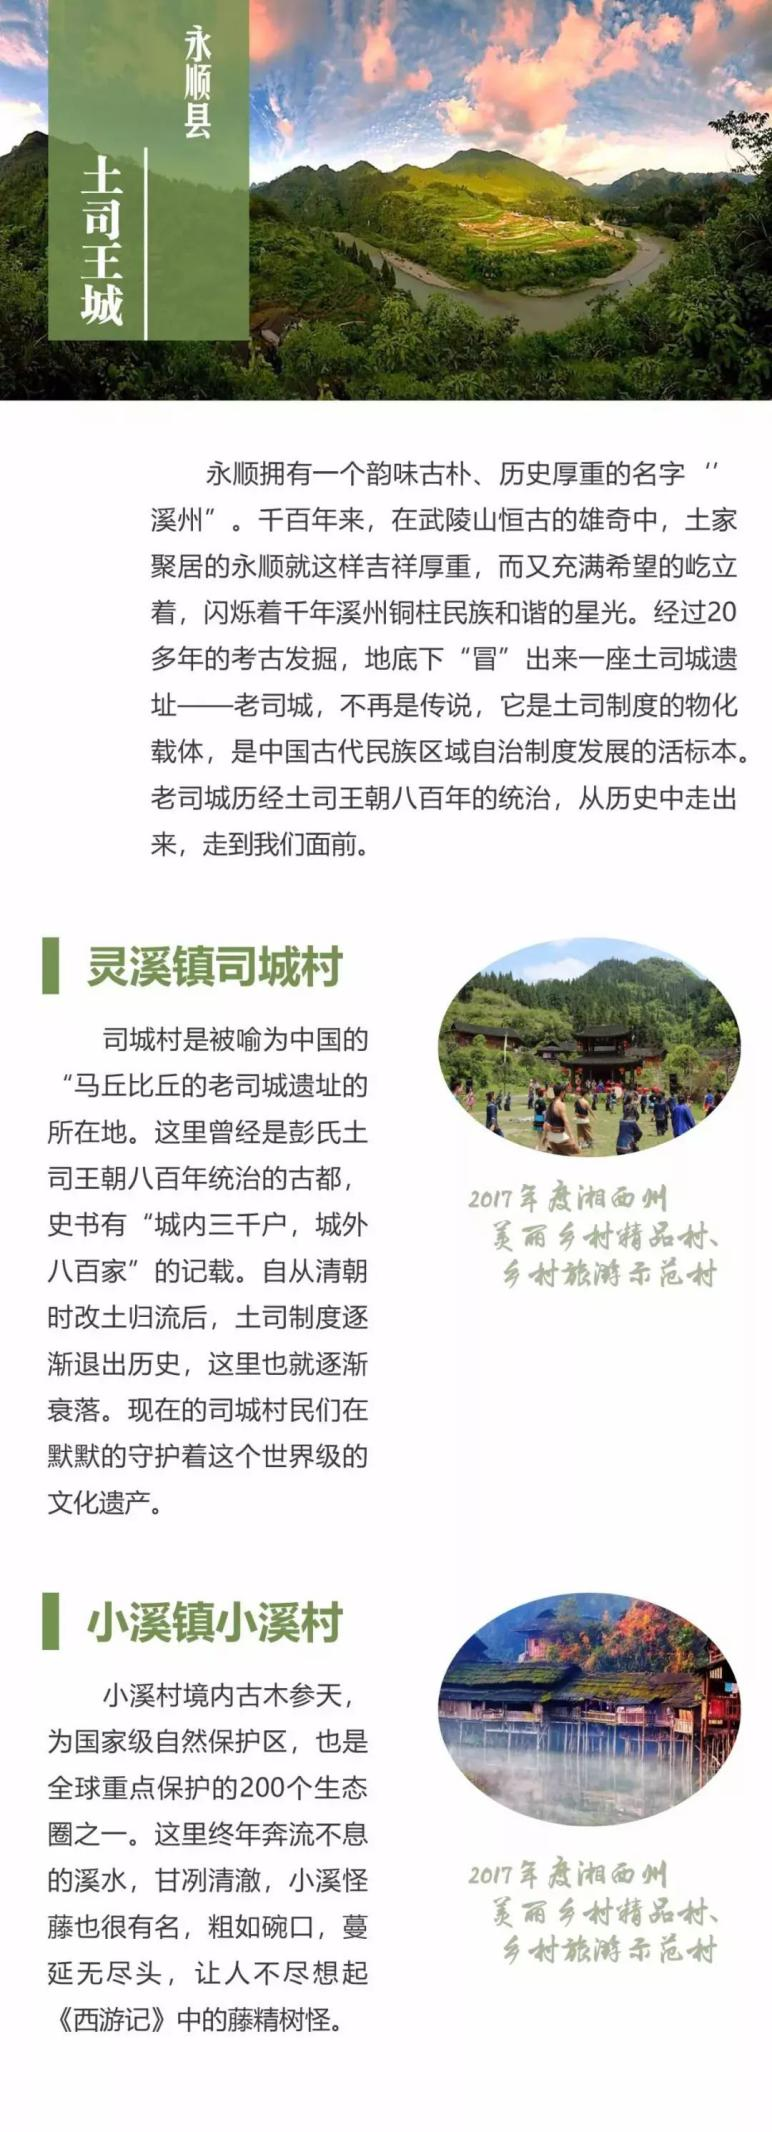 永顺县
土司王城
永顺拥有一个韵味古朴、历史厚重的名字‘’
溪州”。千百年来，在武陵山恒古的雄奇中，土家
聚居的永顺就这样吉祥厚重，而又充满希望的屹立
着，闪烁着千年溪州铜柱民族和谐的星光。经过20
多年的考古发掘，地底下“冒”出来一座土司城遗
址——老司城，不再是传说，它是土司制度的物化
载体，是中国古代民族区域自治制度发展的活标本。
老司城历经土司王朝八百年的统治，从历史中走出
来，走到我们面前。
灵溪镇司城村
司城村是被喻为中国的
“马丘比丘的老司城遗址的
所在地。这里曾经是彭氏土
司王朝八百年统治的古都，
史书有“城内三千户，城外
八百家”的记载。自从清朝
时改土归流后，土司制度逐
渐退出历史，这里也就逐渐
衰落。现在的司城村民们在
默默的守护着这个世界级的
文化遗产。
2017年度湘西州
美丽乡村精品村、
乡村旅游示范村
小溪镇小溪村
小溪村境内古木参天，
为国家级自然保护区，也是
全球重点保护的200个生态
圈之一。这里终年奔流不息
的溪水，甘冽清澈，小溪怪
藤也很有名，粗如碗口，蔓
延无尽头，让人不尽想起
《西游记》中的藤精树怪。
2017年度湘西州
美丽乡村精品村、
乡村旅游示范村